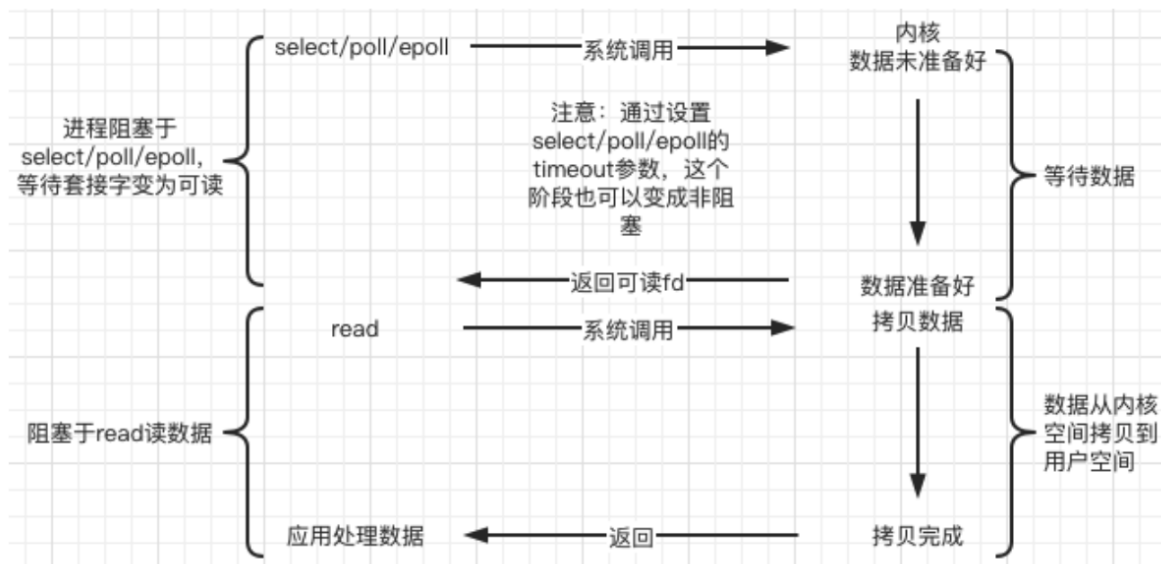 select/poll/epoll
系统调用
内核
数据未准备好
进程阻塞于
select/poll/epoll，
等待套接字变为可读
注意：通过设置
select/poll/epoll的
timeout参数，这个
阶段也可以变成非阻
塞
等待数据
返回可读fd
数据准备好
read
系统调用
拷贝数据
阻塞于read读数据
数据从内核
空间拷贝到
用户空间
应用处理数据
返回
拷贝完成